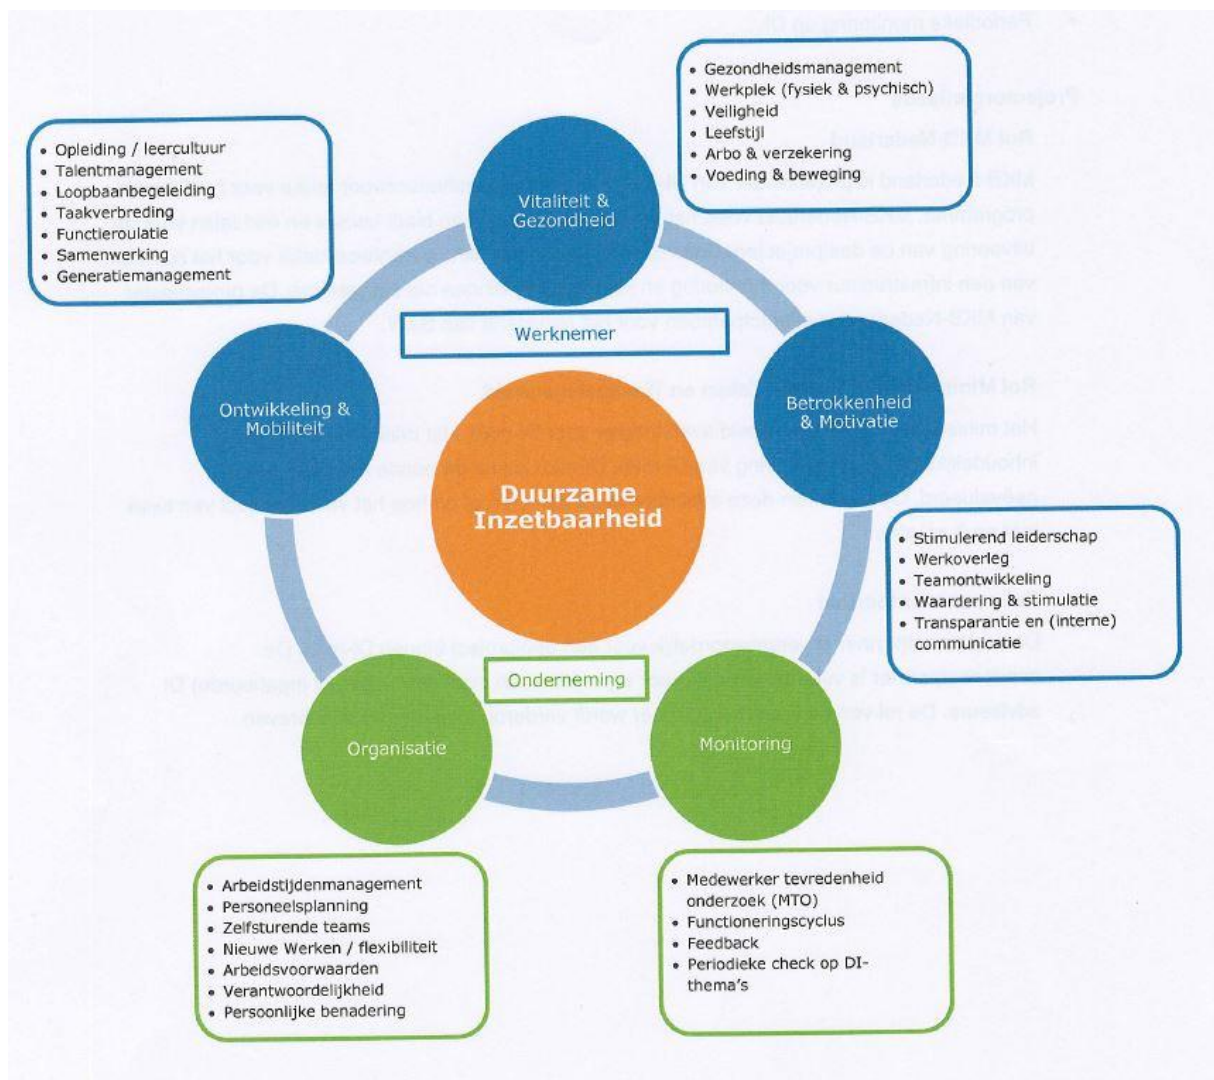 • Gezondheidsmanagement
• Werkplek (fysiek & psychisch)
• Veiligheid
• Leefstijl
• Arbo & verzekering
• Voeding & beweging
• Opleiding / leercultuur
• Talentmanagement
• Loopbaanbegeleiding
• Taakverbreding
• Functieroulatie
• Samenwerking
• Generatiemanagement
Vitaliteit &
Gezondheid
Werknemer
Ontwikkeling &
Mobiliteit
Betrokkenheid
& Motivatie
Duurzame
Inzetbaarheid
• Stimulerend leiderschap
• Werkoverleg
• Teamontwikkeling
• Waardering & stimulatie
• Transparantie en (interne)
communicatie
Onderneming
Organisatie
Monitoring
• Arbeidstijdenmanagement
• Personeelsplanning
• Zelfsturende teams
• Nieuwe Werken / flexibiliteit
• Arbeidsvoorwaarden
• Verantwoordelijkheid
• Persoonlijke benadering
• Medewerker tevredenheid
onderzoek (MTO)
• Functioneringscyclus
• Feedback
• Periodieke check op DI-
thema's